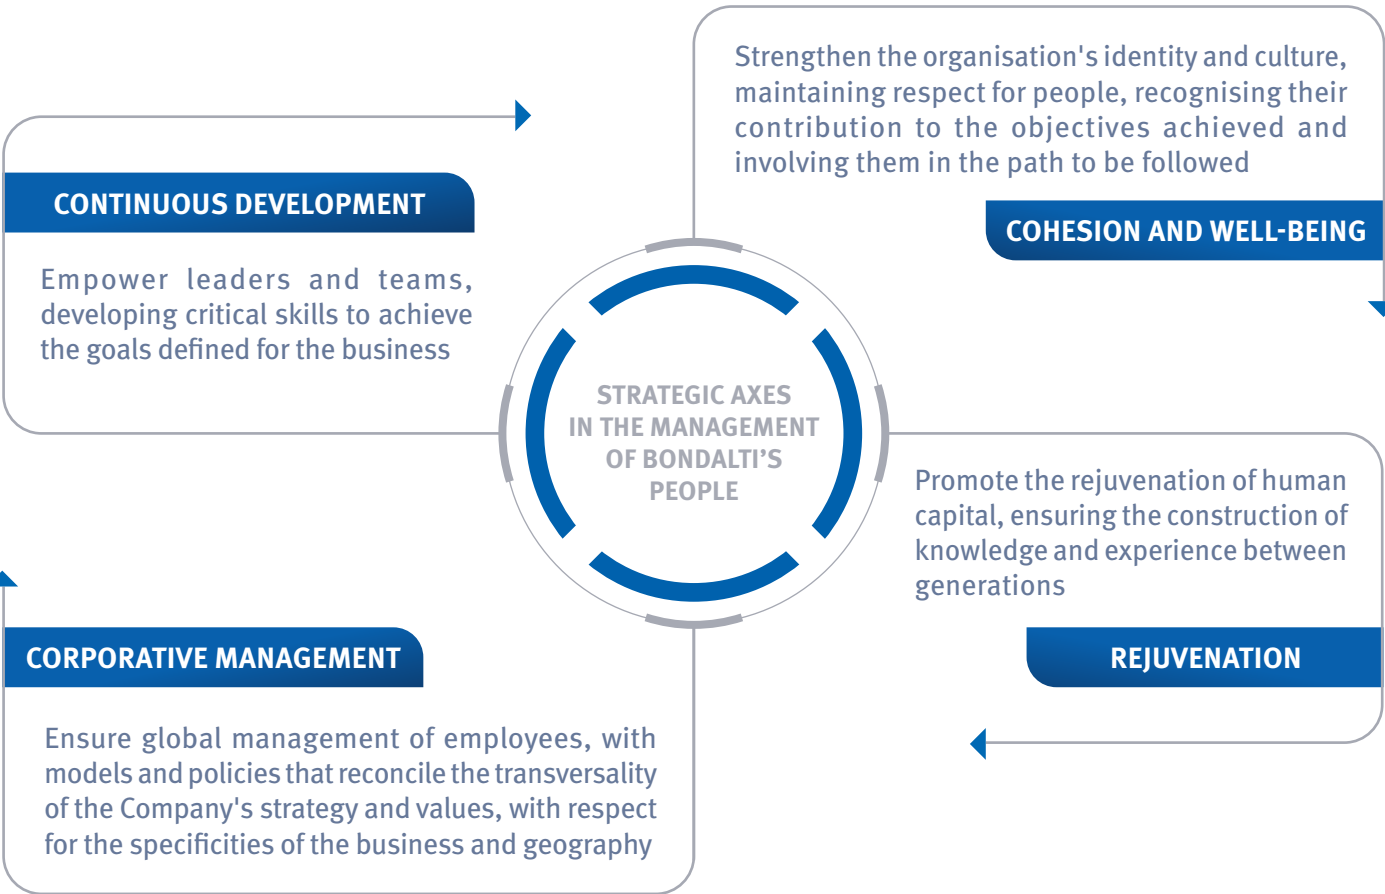 CONTINUOUS DEVELOPMENT
Empower leaders and teams,
developing critical skills to achieve
the goals defined for the business
Strengthen the organisation's identity and culture,
maintaining respect for people, recognising their
contribution to the objectives achieved and
involving them in the path to be followed
COHESION AND WELL-BEING
STRATEGIC AXES
IN THE MANAGEMENT
OF BONDALTI’S
PEOPLE
Promote the rejuvenation of human
capital, ensuring the construction of
knowledge and experience between
generations
REJUVENATION
CORPORATIVE MANAGEMENT
Ensure global management of employees, with
models and policies that reconcile the transversality
of the Company's strategy and values, with respect
for the specificities of the business and geography